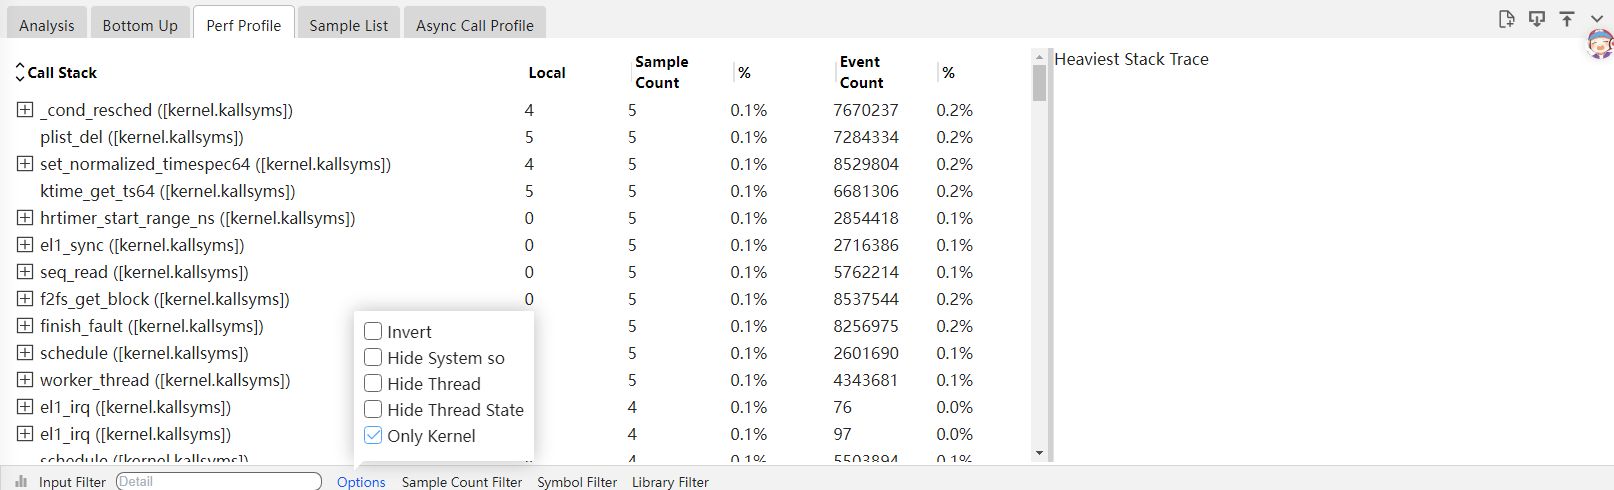 Analysis Bottom Up Perf Profile Sample List Async Call Profile
Call Stack Local Sample Count % Event Count %
Heaviest Stack Trace
_cond_resched ([kernel.kallsyms]) 4 5 0.1% 7670237 0.2%
plist_del ([kernel.kallsyms]) 5 5 0.1% 7284334 0.2%
set_normalized_timespec64 ([kernel.kallsyms]) 4 5 0.1% 8529804 0.2%
ktime_get_ts64 ([kernel.kallsyms]) 5 5 0.1% 6681306 0.2%
hrtimer_start_range_ns ([kernel.kallsyms]) 0 5 0.1% 2854418 0.1%
el1_sync ([kernel.kallsyms]) 0 5 0.1% 2716386 0.1%
seq_read ([kernel.kallsyms]) 0 5 0.1% 5762214 0.1%
f2fs_get_block ([kernel.kallsyms]) 0 5 0.1% 8537544 0.2%
finish_fault ([kernel.kallsyms]) 5 0.1% 8256975 0.2%
schedule ([kernel.kallsyms]) 5 0.1% 2601690 0.1%
worker_thread ([kernel.kallsyms]) 5 0.1% 4343681 0.1%
el1_irq ([kernel.kallsyms]) 4 0.1% 76 0.0%
el1_irq ([kernel.kallsyms]) 4 0.1% 97 0.0%
schedule ([kernel.kallsyms]) 4 0.1% 5503894 0.1%
Invert
Hide System so
Hide Thread
Hide Thread State
Only Kernel
Input Filter Detail Options Sample Count Filter Symbol Filter Library Filter